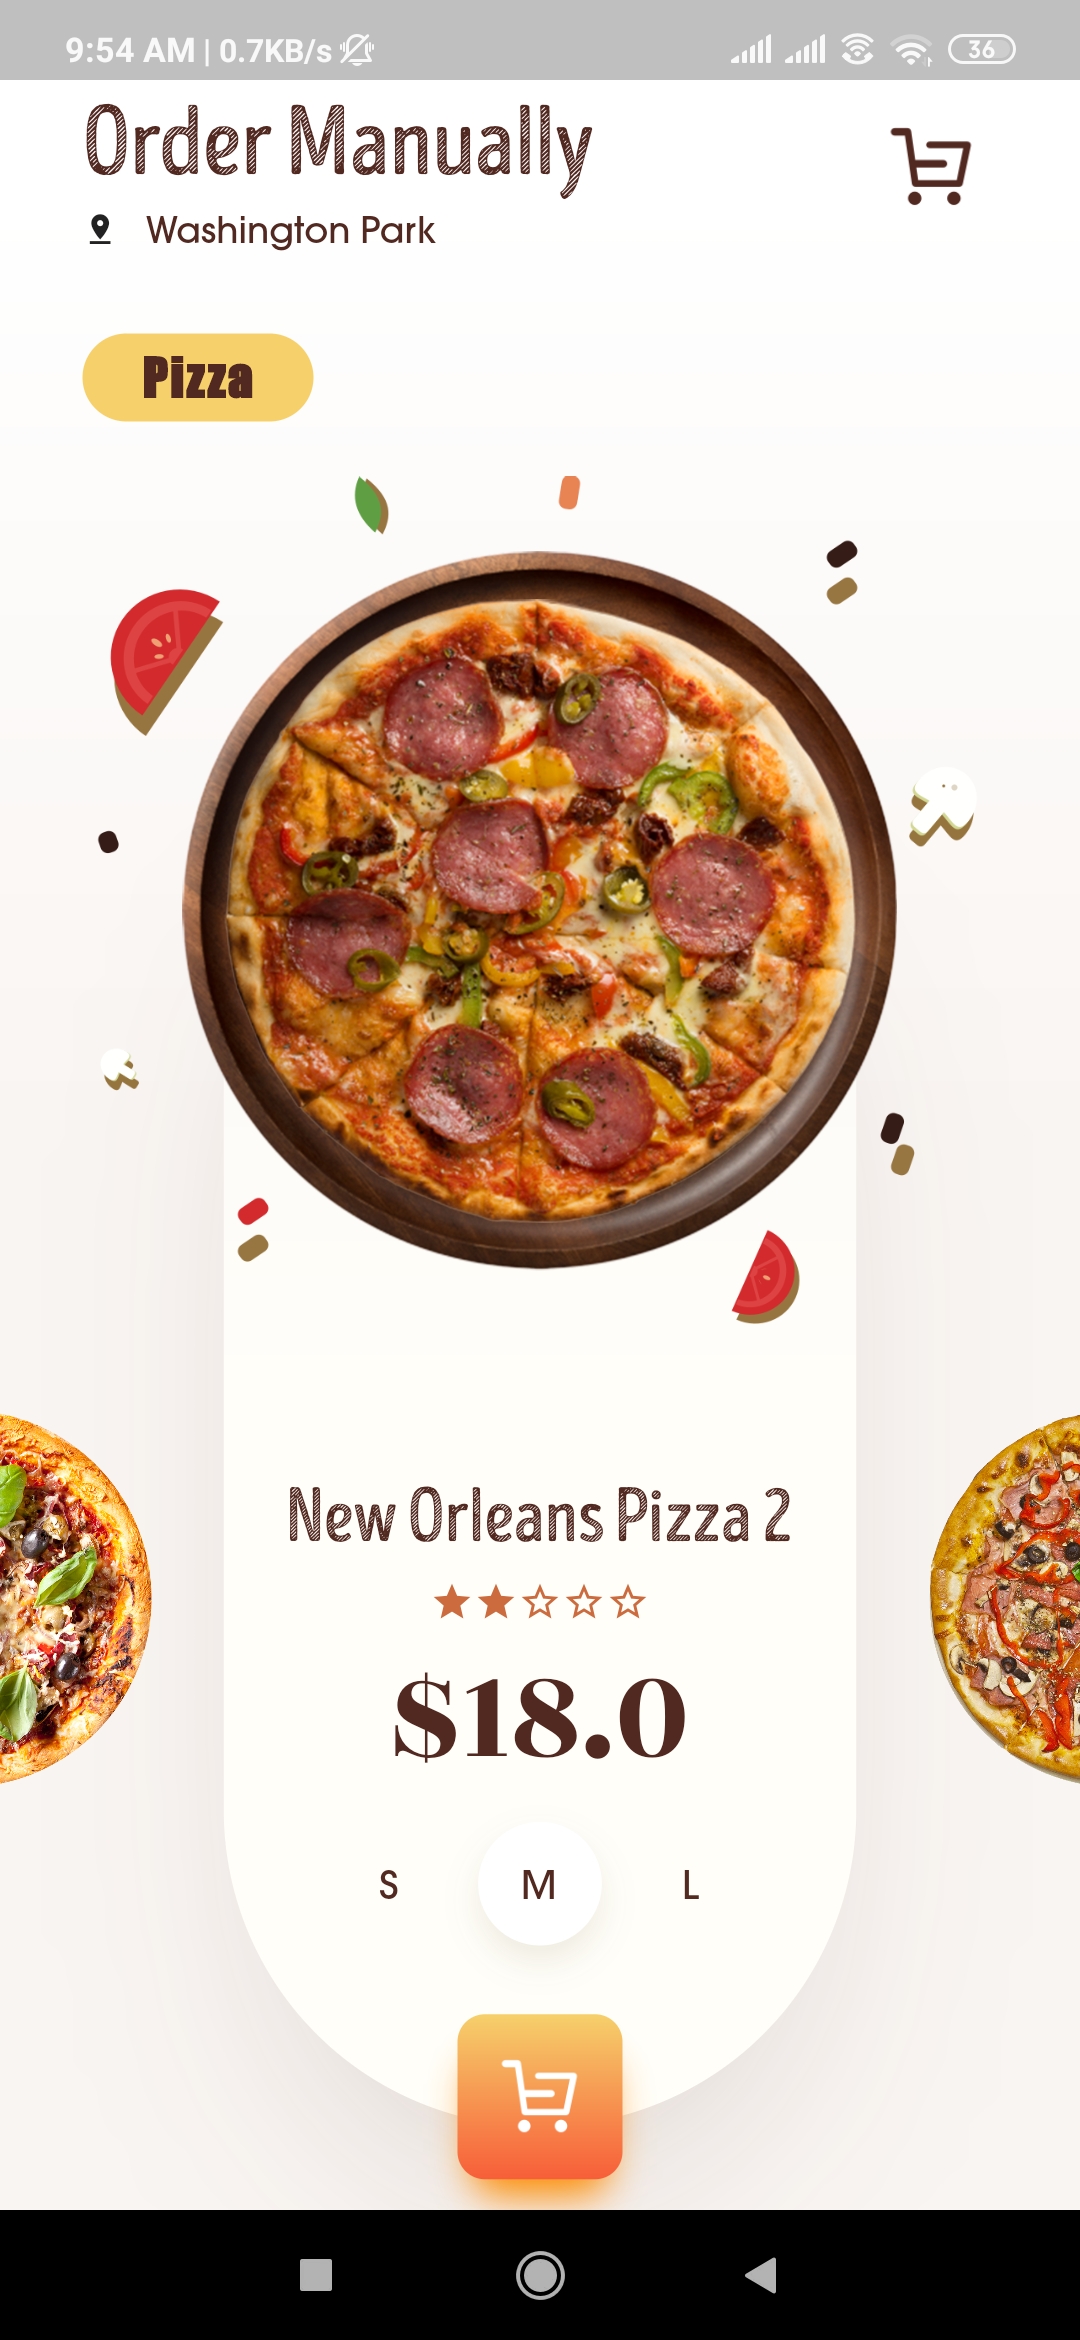 9:54 AM | 0.7KB/s
36
Order Manually
Washington Park
Pizza
New Orleans Pizza 2
$18.0
S M L